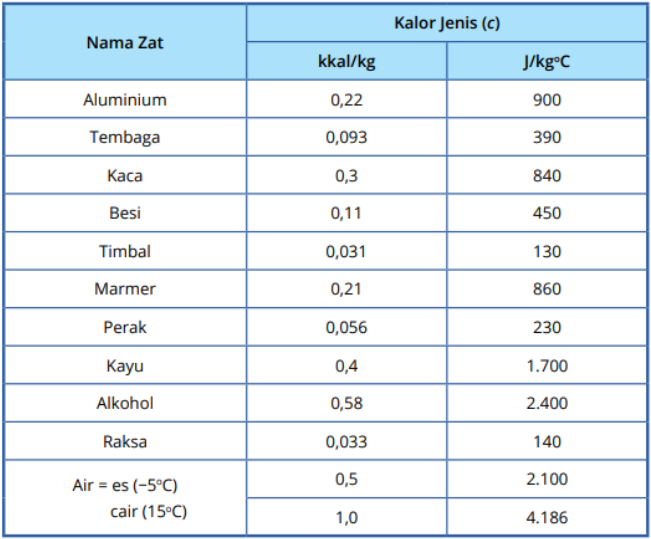 Nama Zat
Kalor Jenis (c)
kkal/kg
J/kg°C
Aluminium 0,22 900
Tembaga 0,093 390
Kaca 0,3 840
Besi 0,11 450
Timbal 0,031 130
Marmer 0,21 860
Perak 0,056 230
Kayu 0,4 1.700
Alkohol 0,58 2.400
Raksa 0,033 140
Air = es (−5°C) 0,5 2.100
cair (15°C) 1,0 4.186